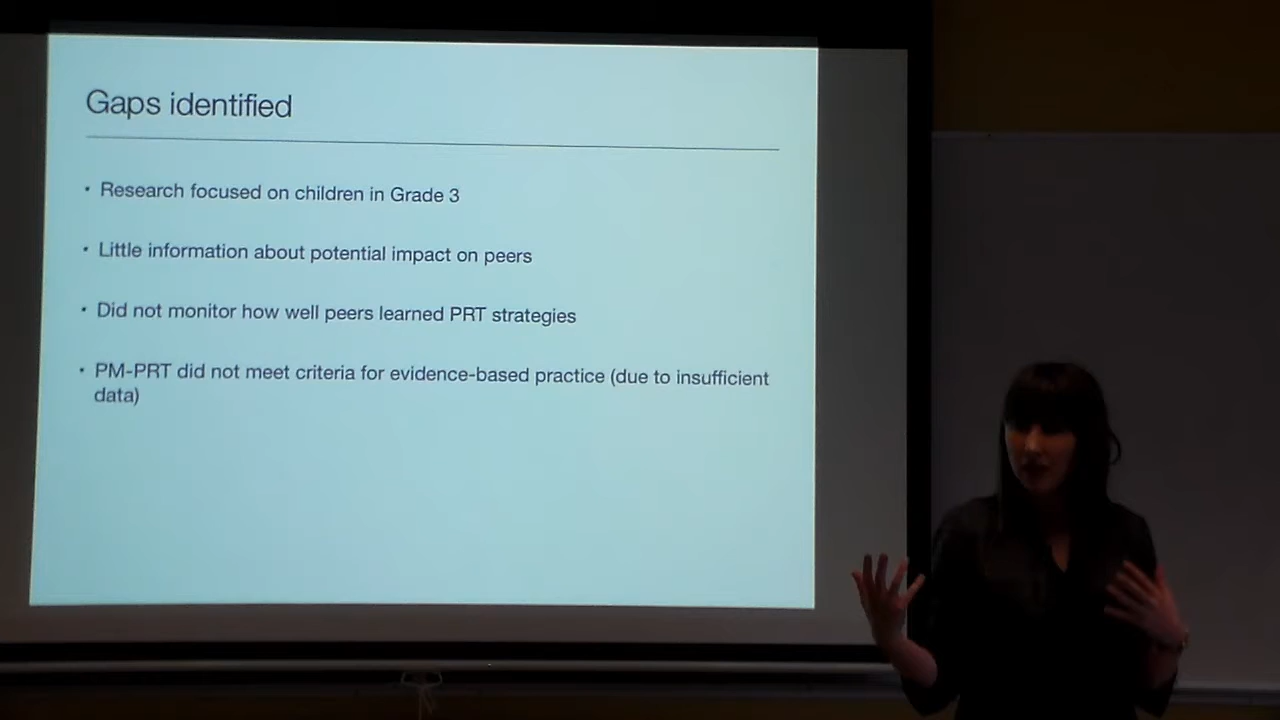 Gaps identified
• Research focused on children in Grade 3
• Little information about potential impact on peers
• Did not monitor how well peers learned PRT strategies
• PM-PRT did not meet criteria for evidence-based practice (due to insufficient
data)